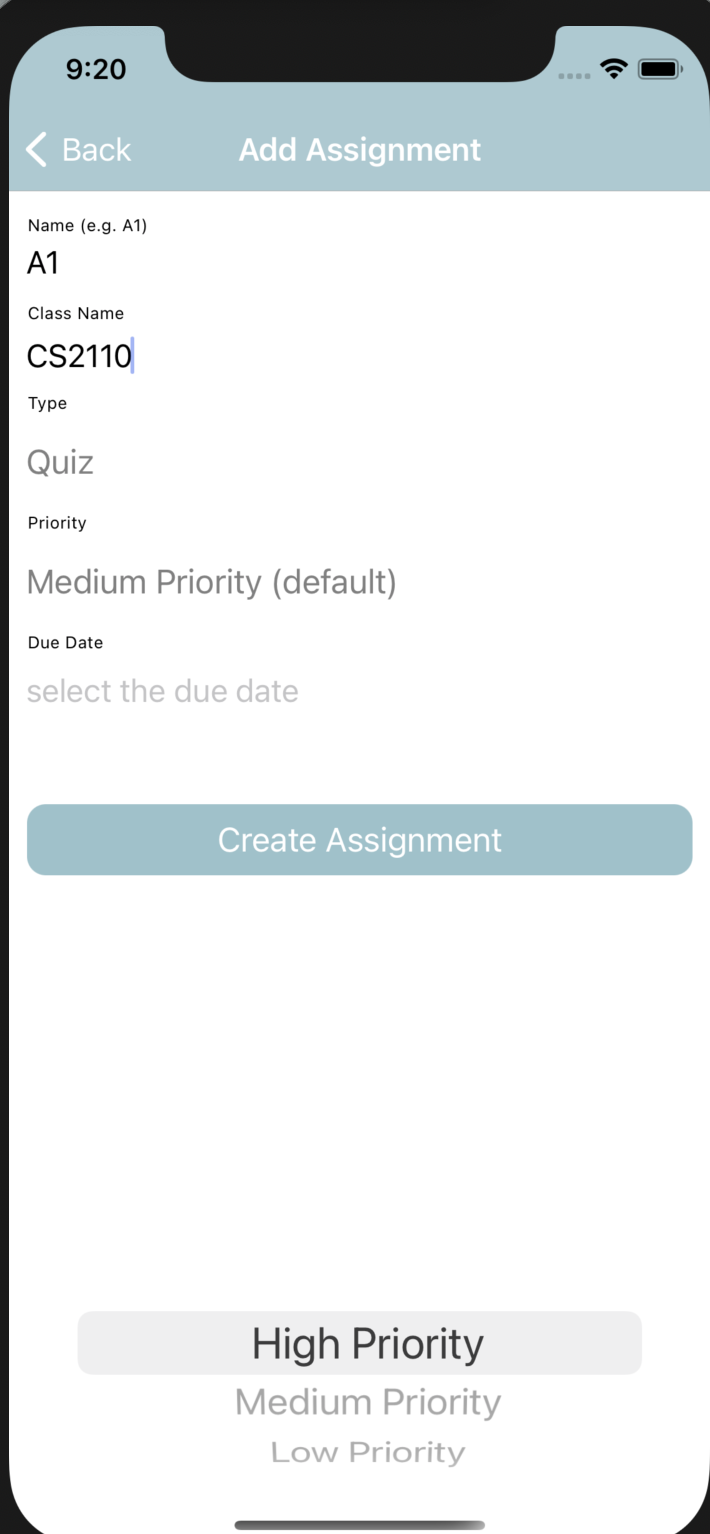 9:20
Back
Add Assignment
Name (e.g. A1)
A1
Class Name
CS2110
Type
Quiz
Priority
Medium Priority (default)
Due Date
select the due date
Create Assignment
High Priority
Medium Priority
Low Priority